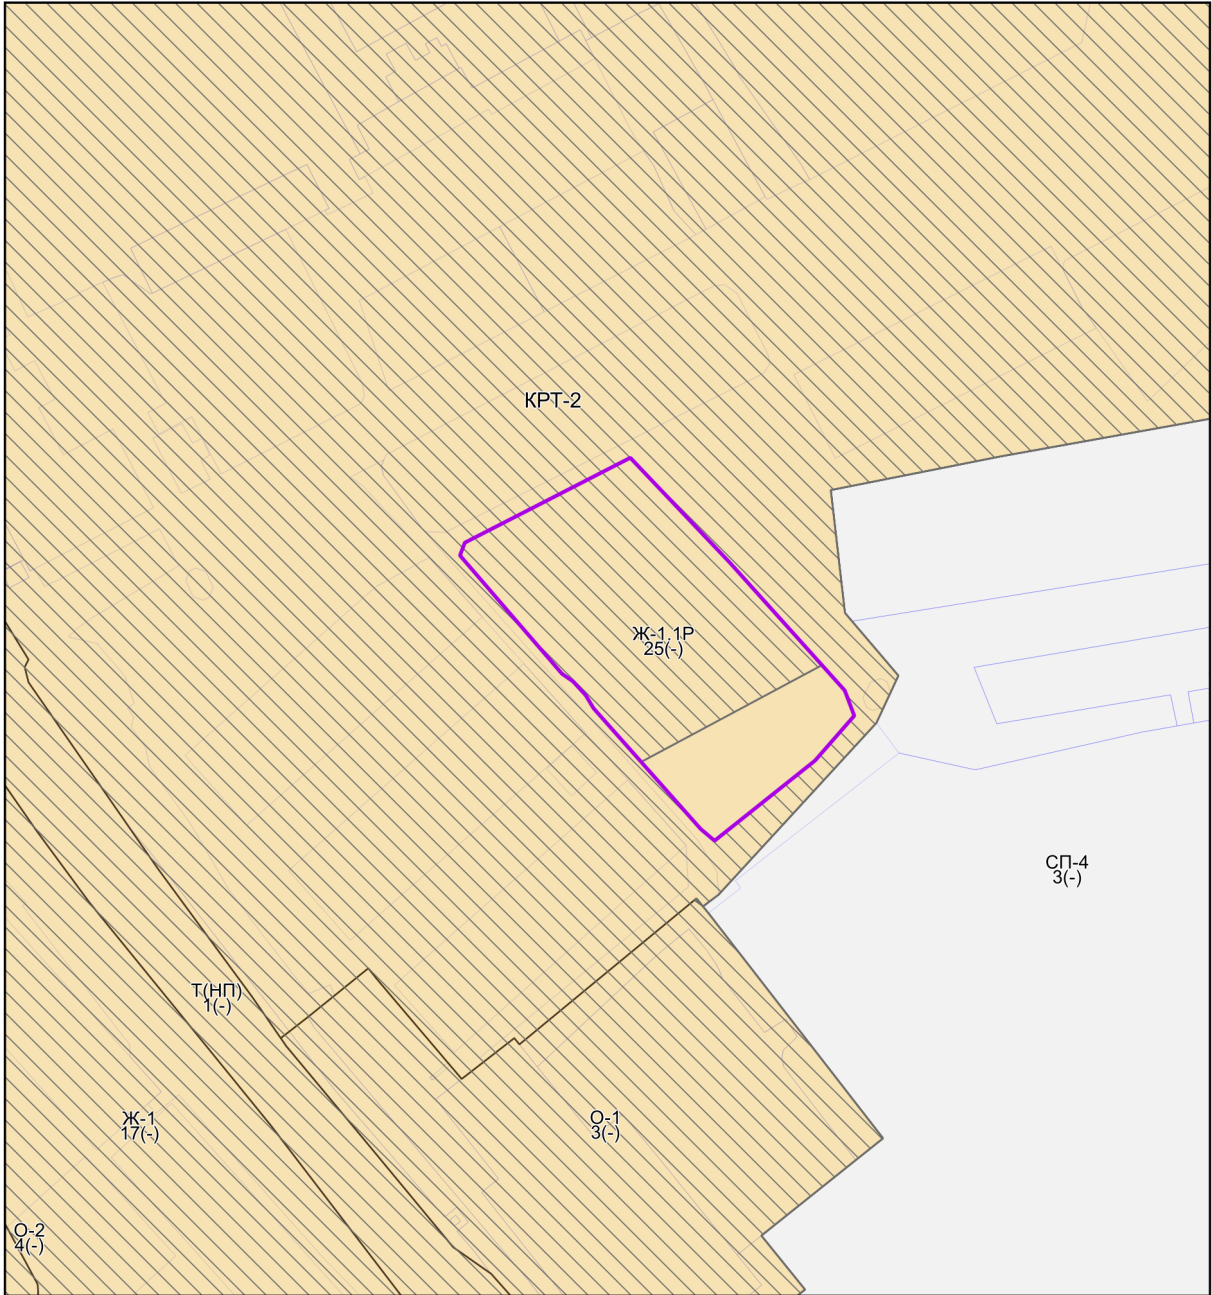 КРТ-2
Ж-1.1Р
25(-)
СП-4
3(-)
Т(НП)
1(-)
Ж-1
17(-)
О-1
3(-)
О-2
4(-)